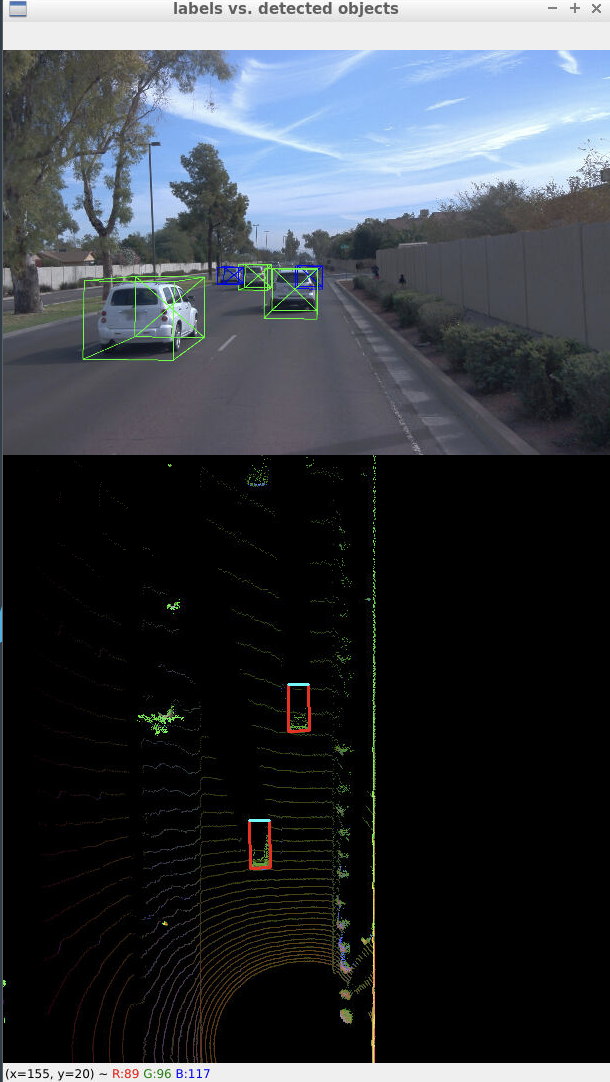 labels vs. detected objects
(x=155, y=20) ~ R:89 G:96 B:117